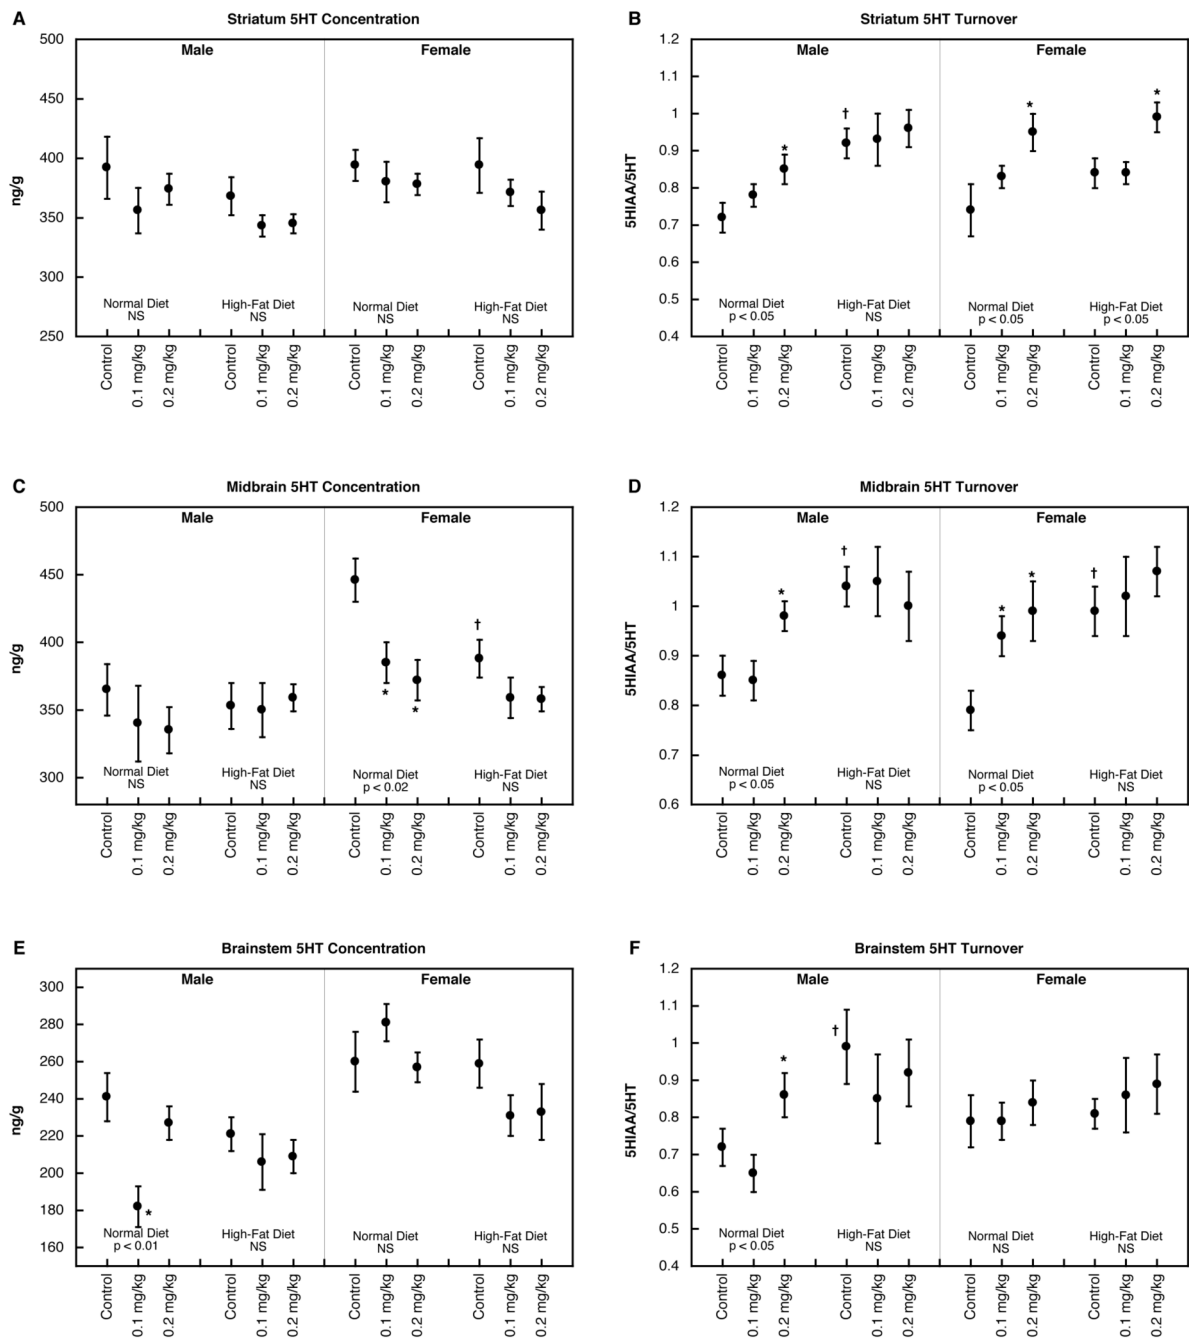 A
Striatum 5HT Concentration
Male
Female
500
450
400
350
300
250
ng/g
Normal Diet
NS
High-Fat Diet
NS
Normal Diet
NS
High-Fat Diet
NS
Control
0.1 mg/kg
0.2 mg/kg
Control
0.1 mg/kg
0.2 mg/kg
Control
0.1 mg/kg
0.2 mg/kg
Control
0.1 mg/kg
0.2 mg/kg
B
Striatum 5HT Turnover
Male
Female
1.2
1.1
1
0.9
0.8
0.7
0.6
0.5
0.4
5HIAA/5HT
*
†
*
*
Normal Diet
p < 0.05
High-Fat Diet
NS
Normal Diet
p < 0.05
High-Fat Diet
p < 0.05
Control
0.1 mg/kg
0.2 mg/kg
Control
0.1 mg/kg
0.2 mg/kg
Control
0.1 mg/kg
0.2 mg/kg
Control
0.1 mg/kg
0.2 mg/kg
C
Midbrain 5HT Concentration
Male
Female
500
450
400
350
300
ng/g
*
*
†
Normal Diet
NS
High-Fat Diet
NS
Normal Diet
p < 0.02
High-Fat Diet
NS
Control
0.1 mg/kg
0.2 mg/kg
Control
0.1 mg/kg
0.2 mg/kg
Control
0.1 mg/kg
0.2 mg/kg
Control
0.1 mg/kg
0.2 mg/kg
D
Midbrain 5HT Turnover
Male
Female
1.2
1.1
1
0.9
0.8
0.7
0.6
5HIAA/5HT
*
†
*
*
†
Normal Diet
p < 0.05
High-Fat Diet
NS
Normal Diet
p < 0.05
High-Fat Diet
NS
Control
0.1 mg/kg
0.2 mg/kg
Control
0.1 mg/kg
0.2 mg/kg
Control
0.1 mg/kg
0.2 mg/kg
Control
0.1 mg/kg
0.2 mg/kg
E
Brainstem 5HT Concentration
Male
Female
300
280
260
240
220
200
180
160
ng/g
*
Normal Diet
p < 0.01
High-Fat Diet
NS
Normal Diet
NS
High-Fat Diet
NS
Control
0.1 mg/kg
0.2 mg/kg
Control
0.1 mg/kg
0.2 mg/kg
Control
0.1 mg/kg
0.2 mg/kg
Control
0.1 mg/kg
0.2 mg/kg
F
Brainstem 5HT Turnover
Male
Female
1.2
1.1
1
0.9
0.8
0.7
0.6
0.5
0.4
5HIAA/5HT
*
†
Normal Diet
p < 0.05
High-Fat Diet
NS
Normal Diet
NS
High-Fat Diet
NS
Control
0.1 mg/kg
0.2 mg/kg
Control
0.1 mg/kg
0.2 mg/kg
Control
0.1 mg/kg
0.2 mg/kg
Control
0.1 mg/kg
0.2 mg/kg